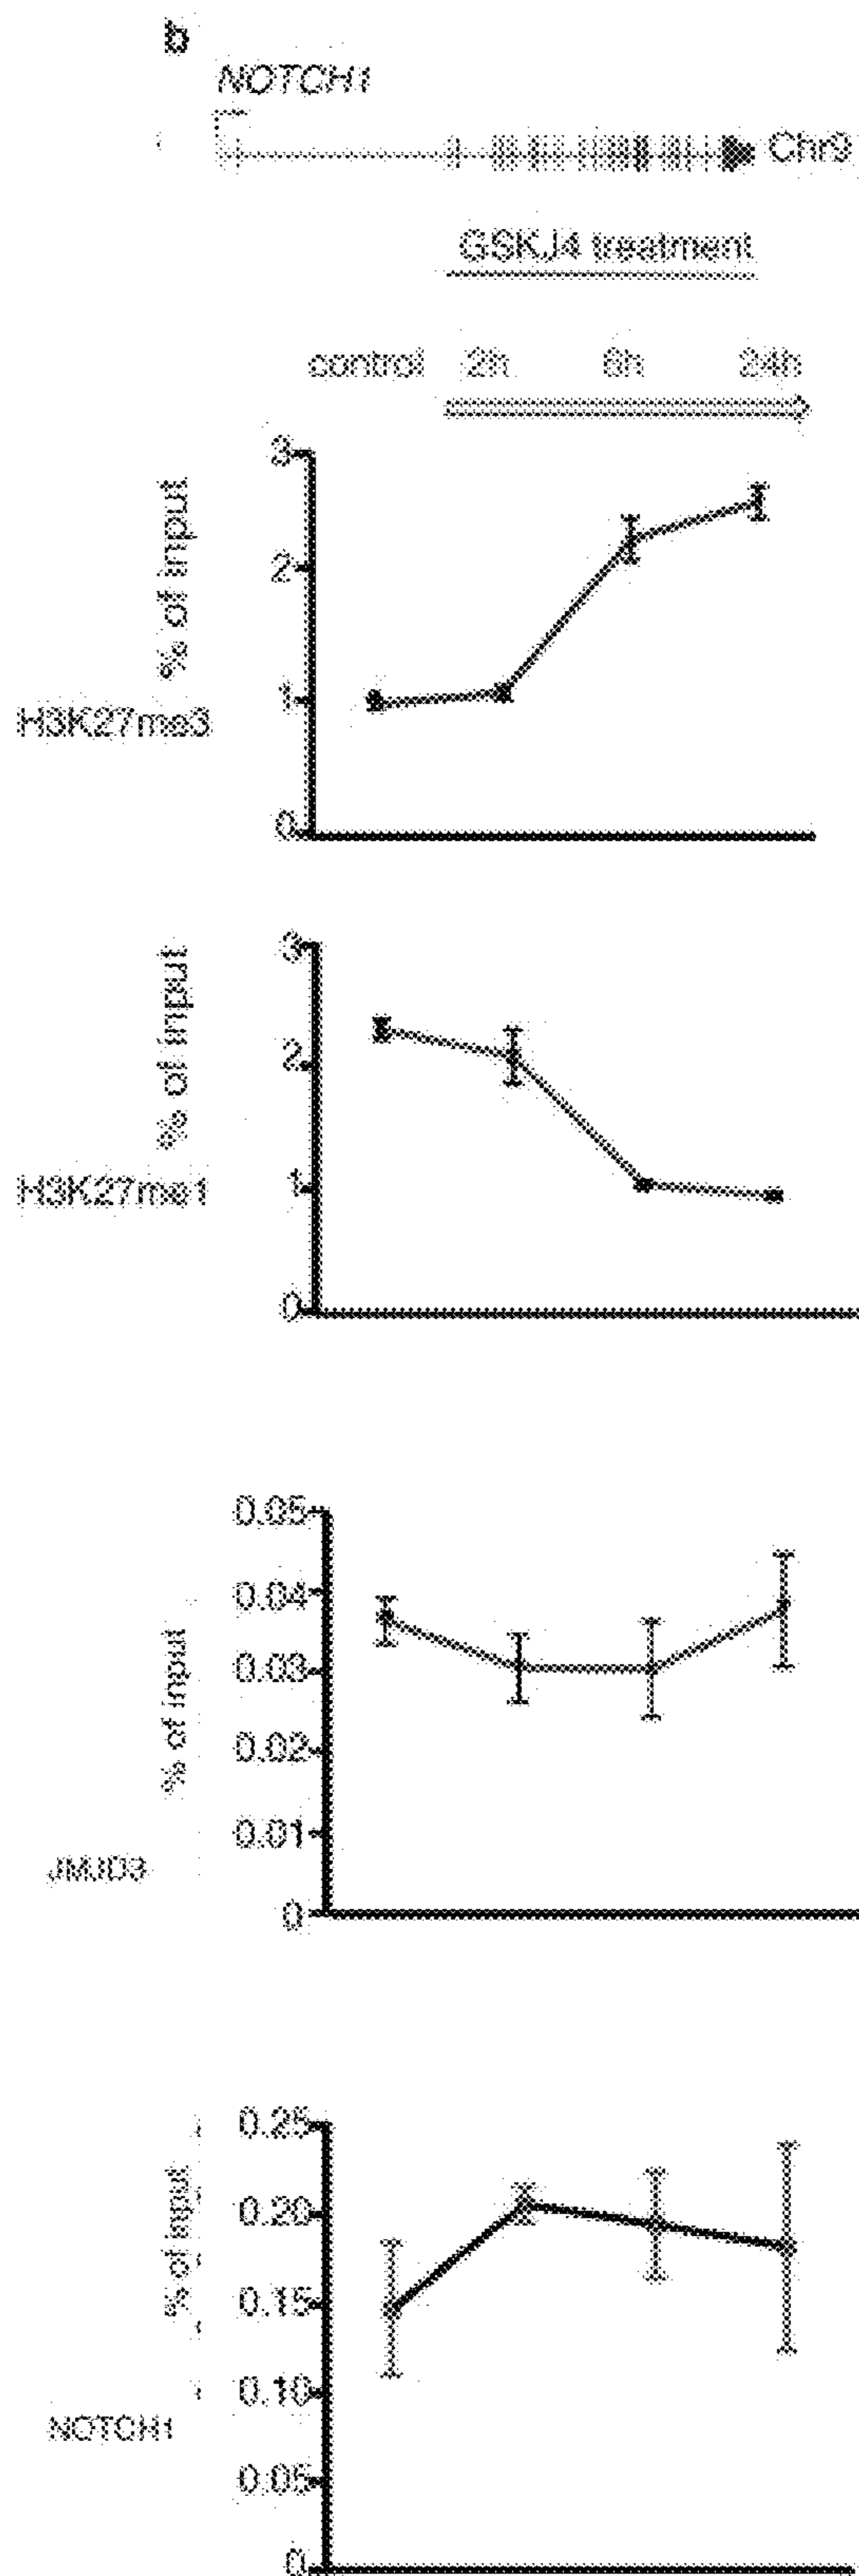 b
NOTCH1
Chr9
GSKJ4 treatment
control 2h 6h 24h
3
2
1
0
% of input
H3K27me3
3
2
1
0
% of input
H3K27me1
0.05
0.04
0.03
0.02
0.01
0
% of input
JMJD3
0.25
0.20
0.15
0.10
0.05
0
% of input
NOTCH1